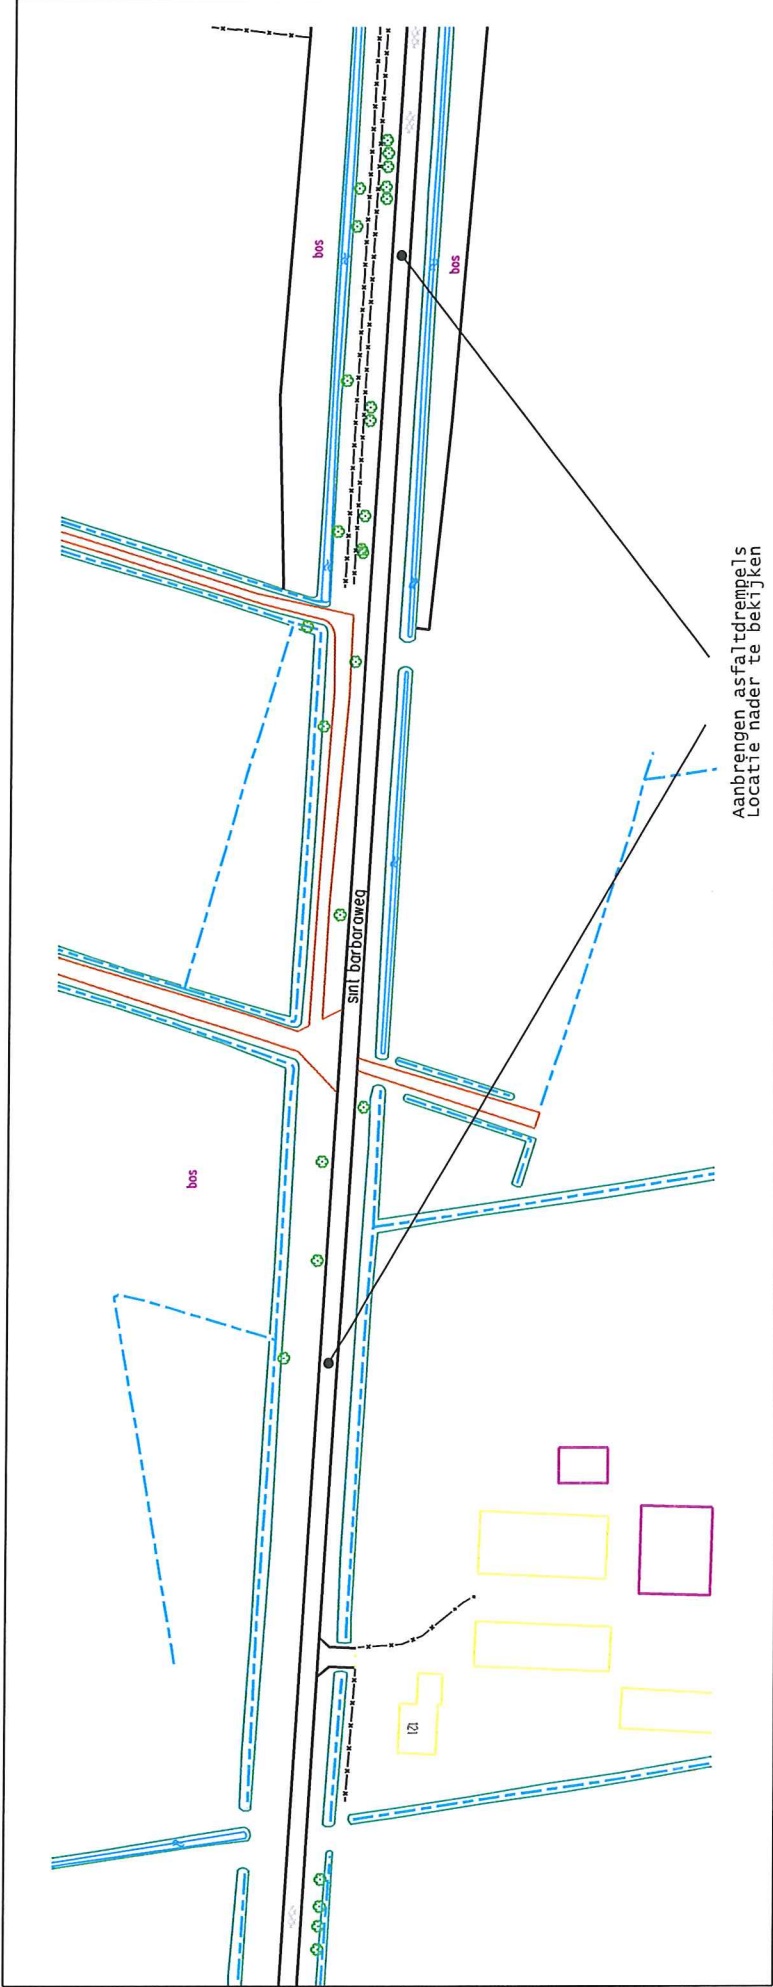 bos
bos
Aanbrengen asfaltdrempels
Locatie nader te bekijken
sint barbaraweg
bos
121